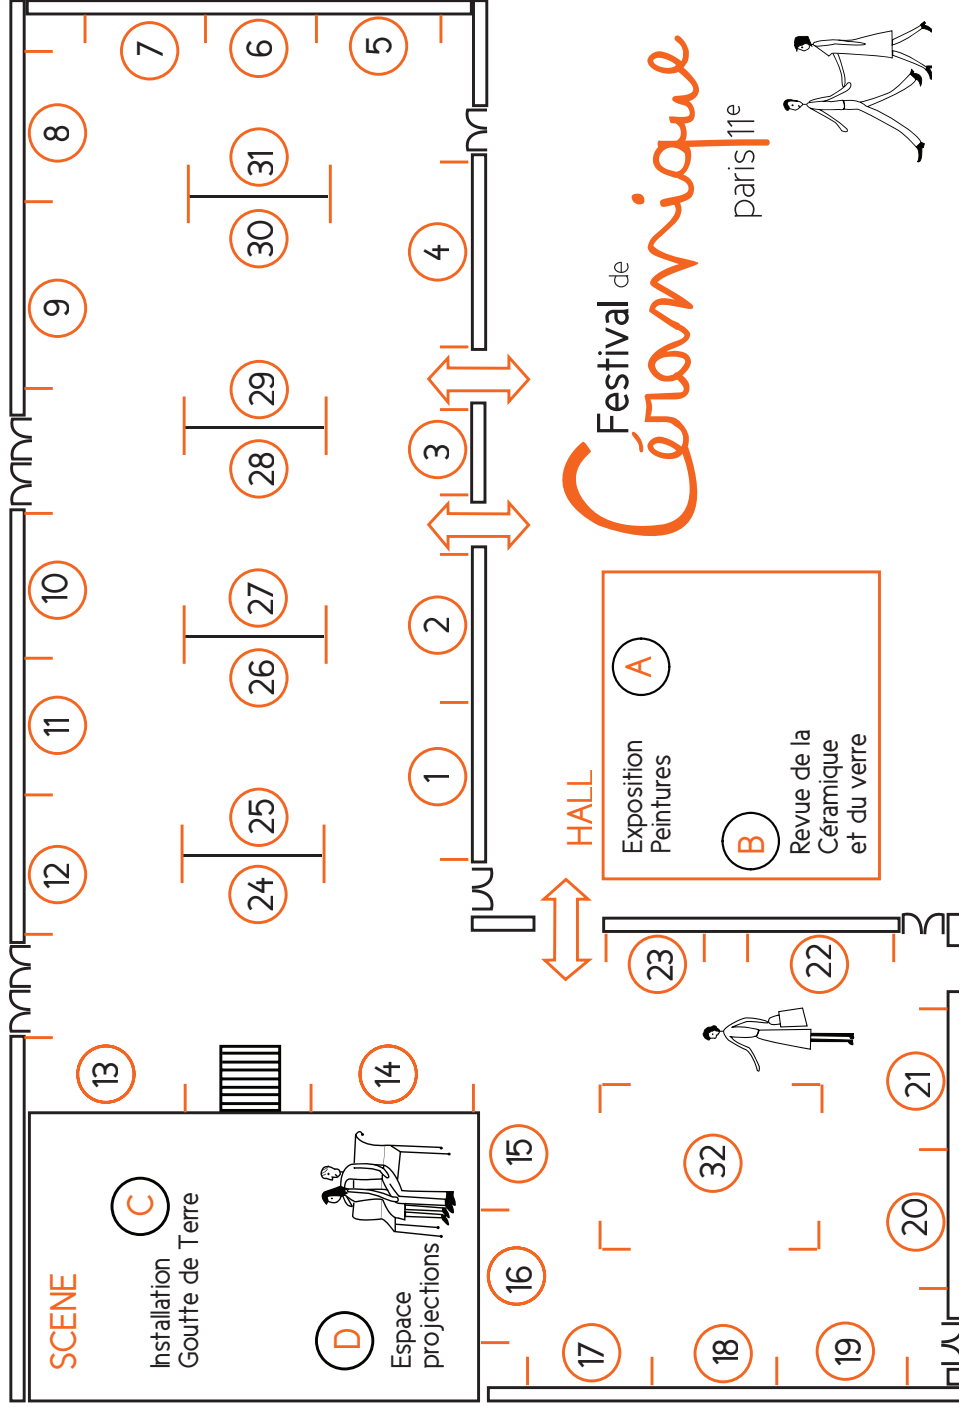 SCENE
12
11
10
9
8
13
C
7
Installation
Goutte de Terre
24
25
26
27
28
29
30
31
6
D
14
5
Espace
projections
1
2
3
4
16
15
HALL
Festival de
Céramique
paris 11e
Exposition
Peintures
A
B
Revue de la
Céramique
et du verre
17
23
18
32
22
19
20
21